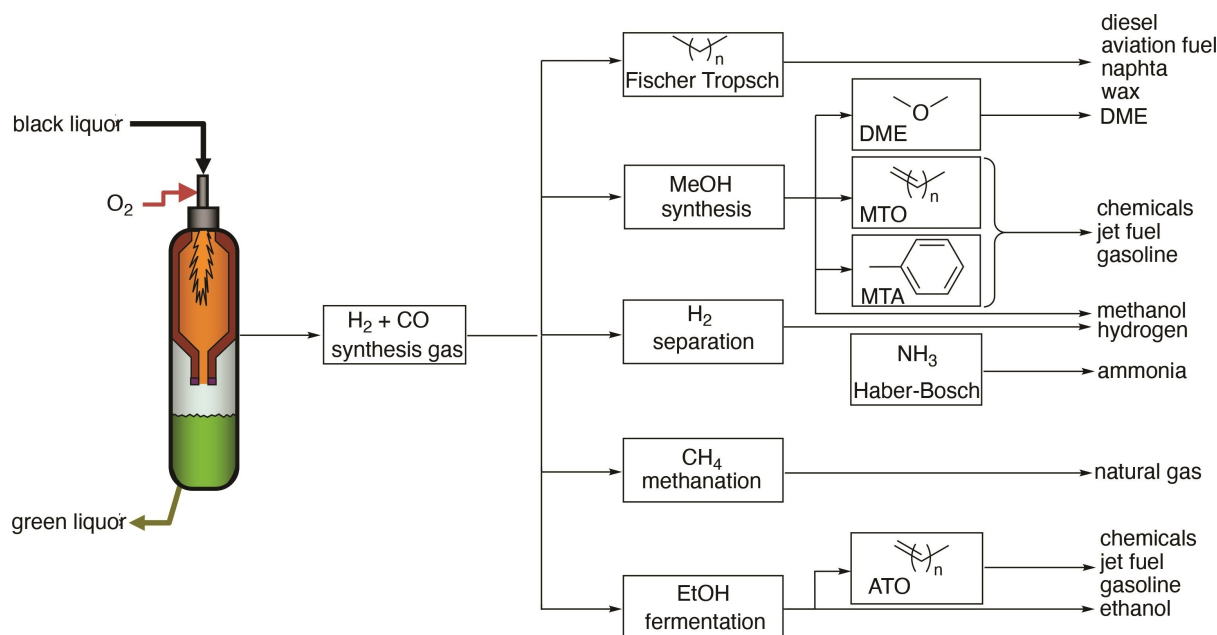 black liquor
O2
green liquor
H2 + CO
synthesis gas
n
Fischer Tropsch
diesel
aviation fuel
naphta
wax
MeOH
synthesis
O
DME
DME
n
MTO
MTA
chemicals
jet fuel
gasoline
methanol
H2
separation
hydrogen
NH3
Haber-Bosch
ammonia
CH4
methanation
natural gas
EtOH
fermentation
n
ATO
chemicals
jet fuel
gasoline
ethanol